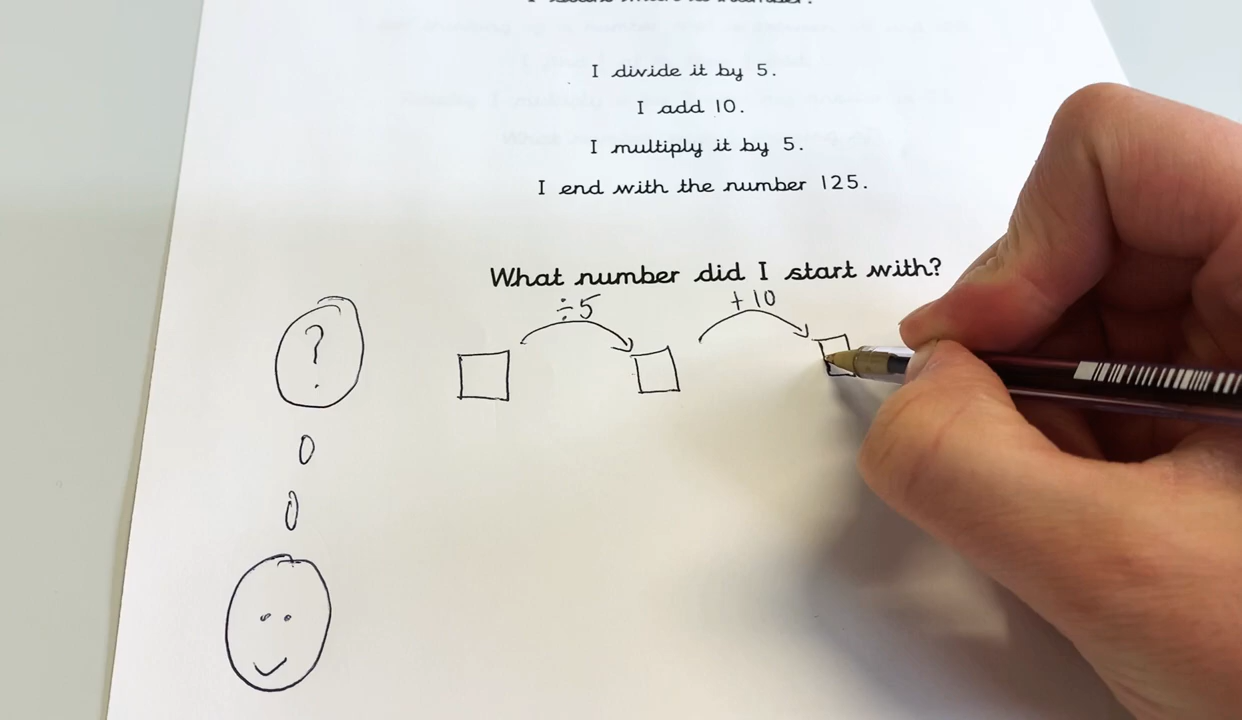 I divide it by 5.
I add 10.
I multiply it by 5.
I end with the number 125.
What number did I start with?
÷5
+10
?